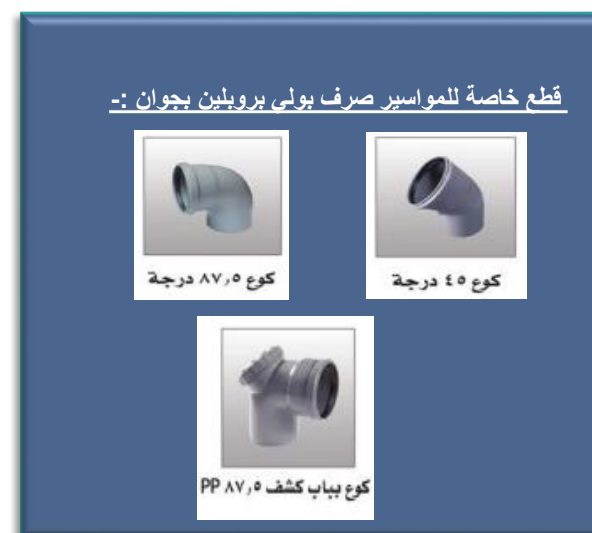 قطع خاصة للمواسير صرف بولي بروبلين بجوان :-
كوع ٤٥ درجة
كوع ٨٧,٥ درجة
كوع بباب كشف ٨٧,٥ PP